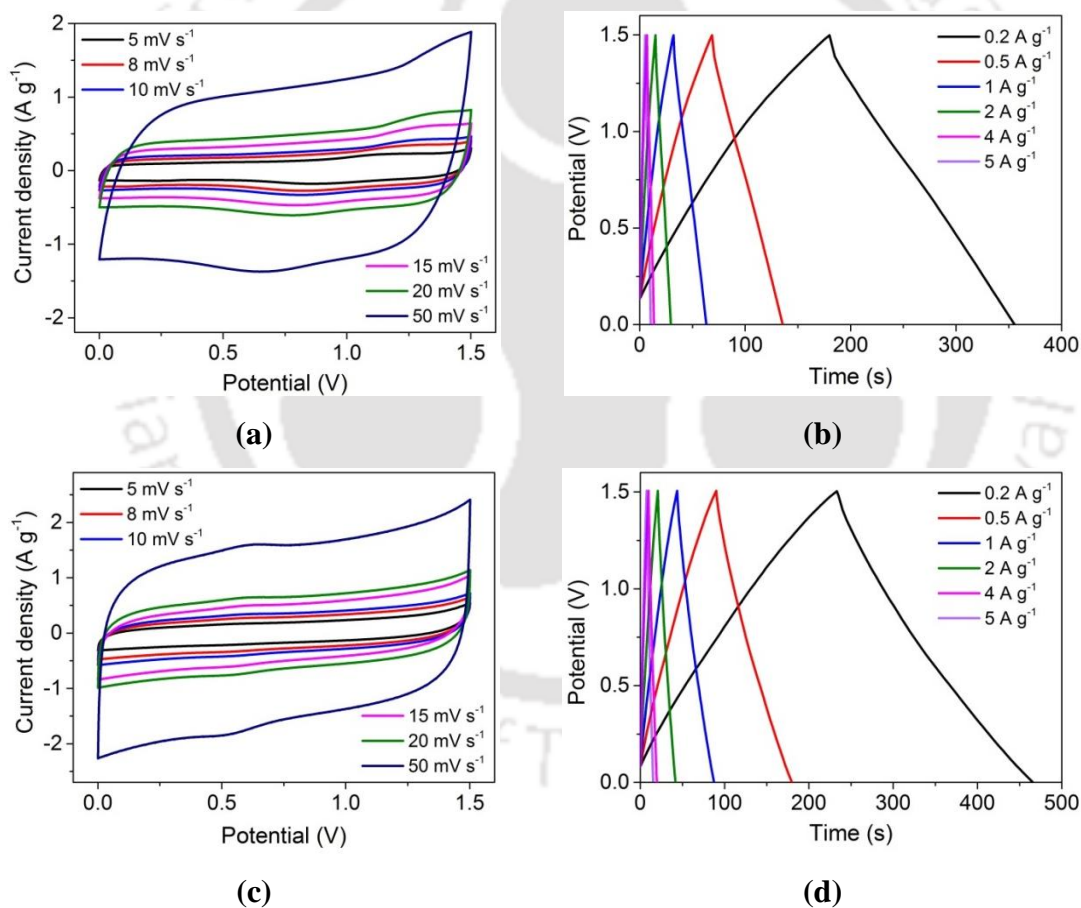 2
1
0
-1
-2
Current density (A g⁻¹)
5 mV s⁻¹
8 mV s⁻¹
10 mV s⁻¹
15 mV s⁻¹
20 mV s⁻¹
50 mV s⁻¹
0.0 0.5 1.0 1.5
Potential (V)
(a)
1.5
1.0
0.5
0.0
Potential (V)
0.2 A g⁻¹
0.5 A g⁻¹
1 A g⁻¹
2 A g⁻¹
4 A g⁻¹
5 A g⁻¹
0 100 200 300 400
Time (s)
(b)
2
1
0
-1
-2
Current density (A g⁻¹)
5 mV s⁻¹
8 mV s⁻¹
10 mV s⁻¹
15 mV s⁻¹
20 mV s⁻¹
50 mV s⁻¹
0.0 0.5 1.0 1.5
Potential (V)
(c)
1.5
1.0
0.5
0.0
Potential (V)
0.2 A g⁻¹
0.5 A g⁻¹
1 A g⁻¹
2 A g⁻¹
4 A g⁻¹
5 A g⁻¹
0 100 200 300 400 500
Time (s)
(d)